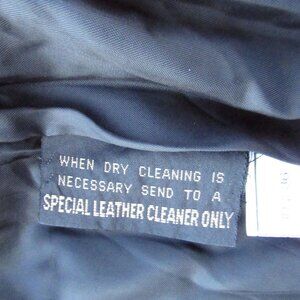 WHEN DRY CLEANING IS
NECESSARY SEND TO A
SPECIAL LEATHER CLEANER ONLY